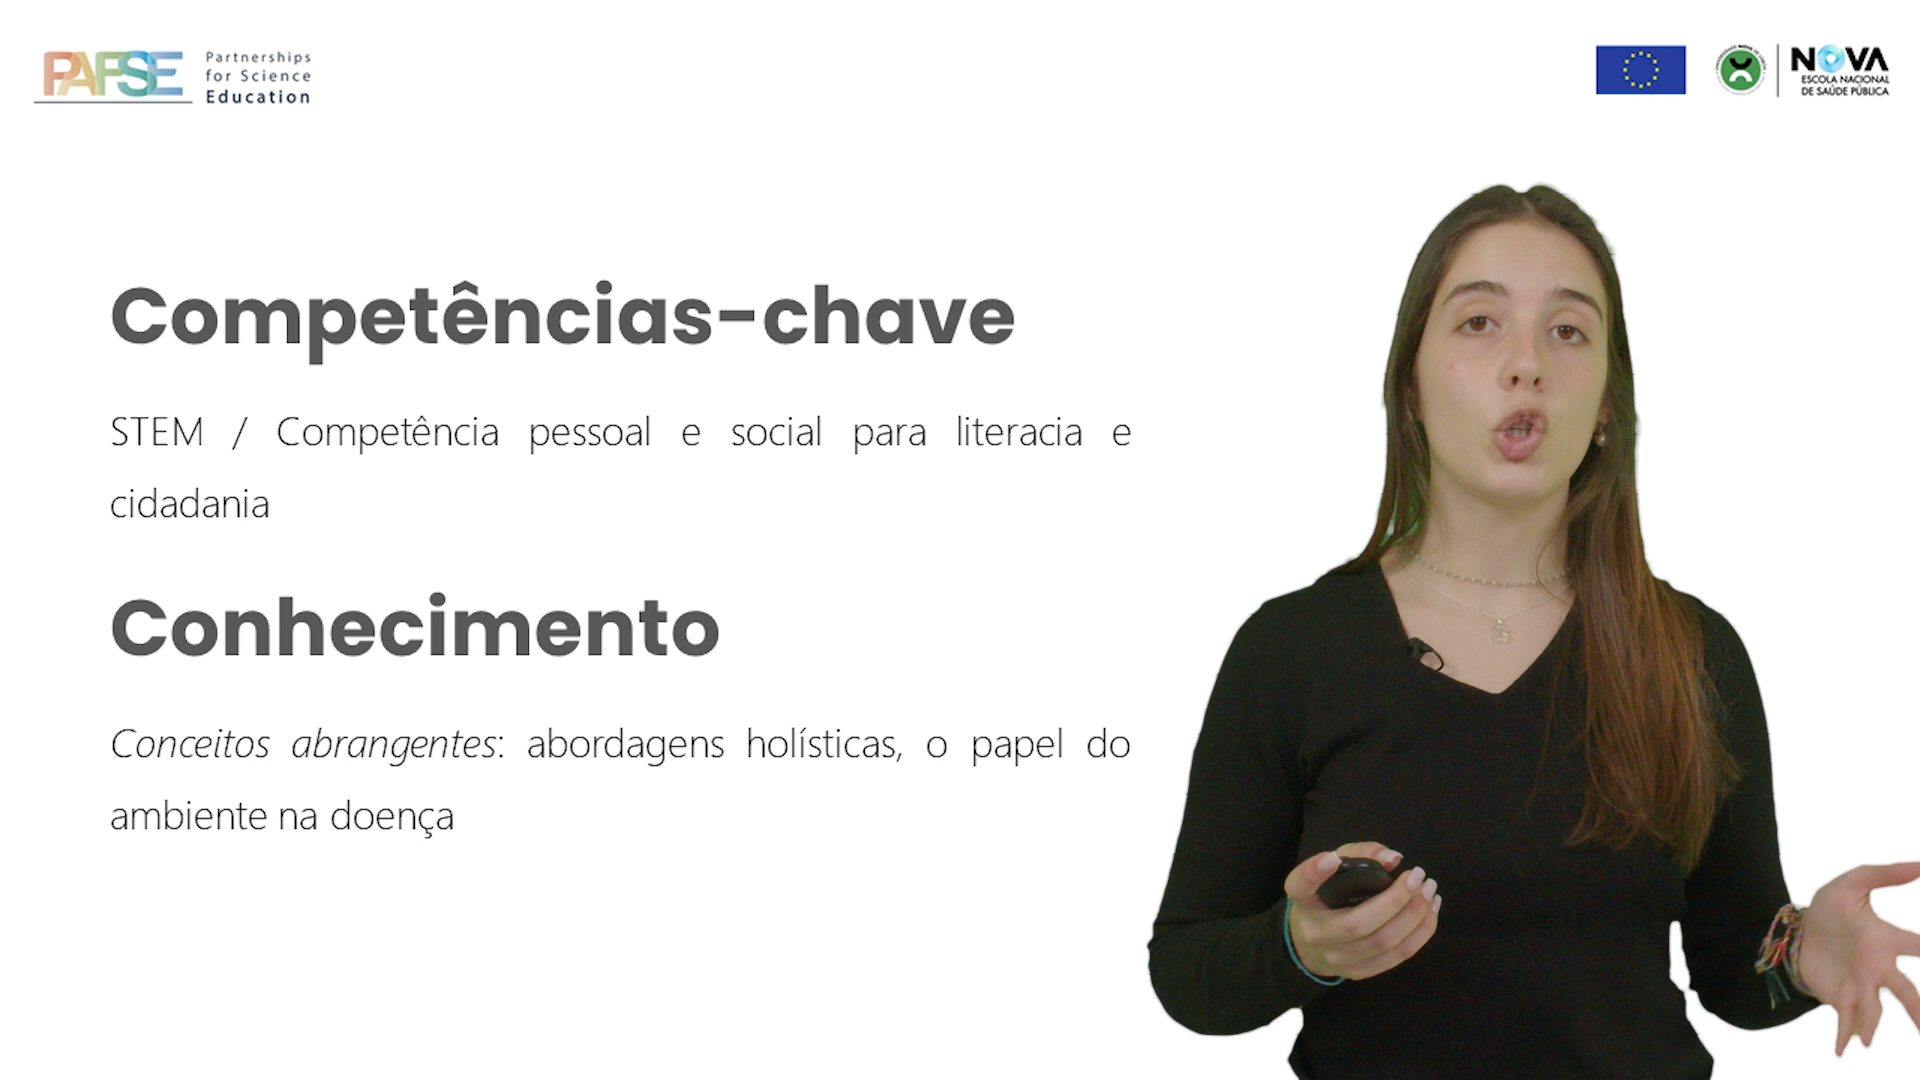 PAFSE
Partnerships
for Science
Education
NOVA
ESCOLA NACIONAL
DE SAÚDE PÚBLICA
Competências-chave
STEM / Competência pessoal e social para literacia e
cidadania
Conhecimento
Conceitos abrangentes: abordagens holísticas, o papel do
ambiente na doença